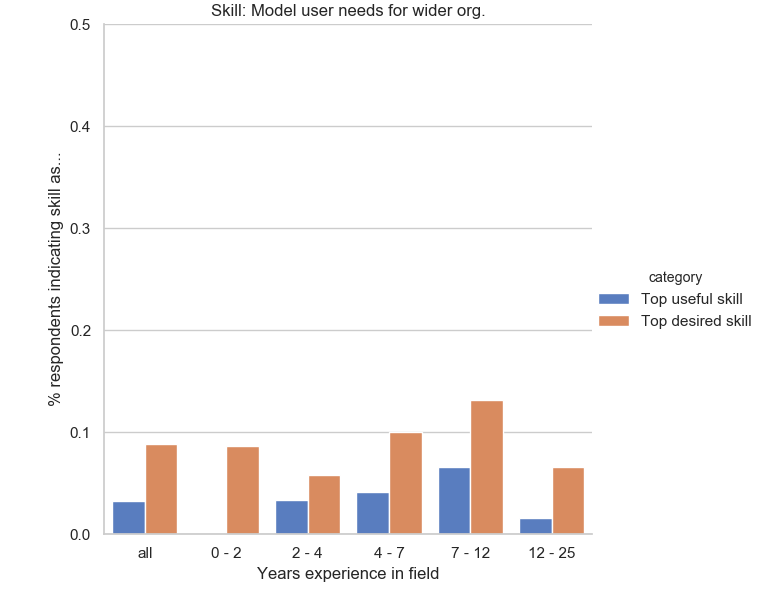 Skill: Model user needs for wider org.
% respondents indicating skill as...
0.5
0.4
0.3
0.2
0.1
0.0
all
0 - 2
2 - 4
4 - 7
7 - 12
12 - 25
Years experience in field
category
Top useful skill
Top desired skill